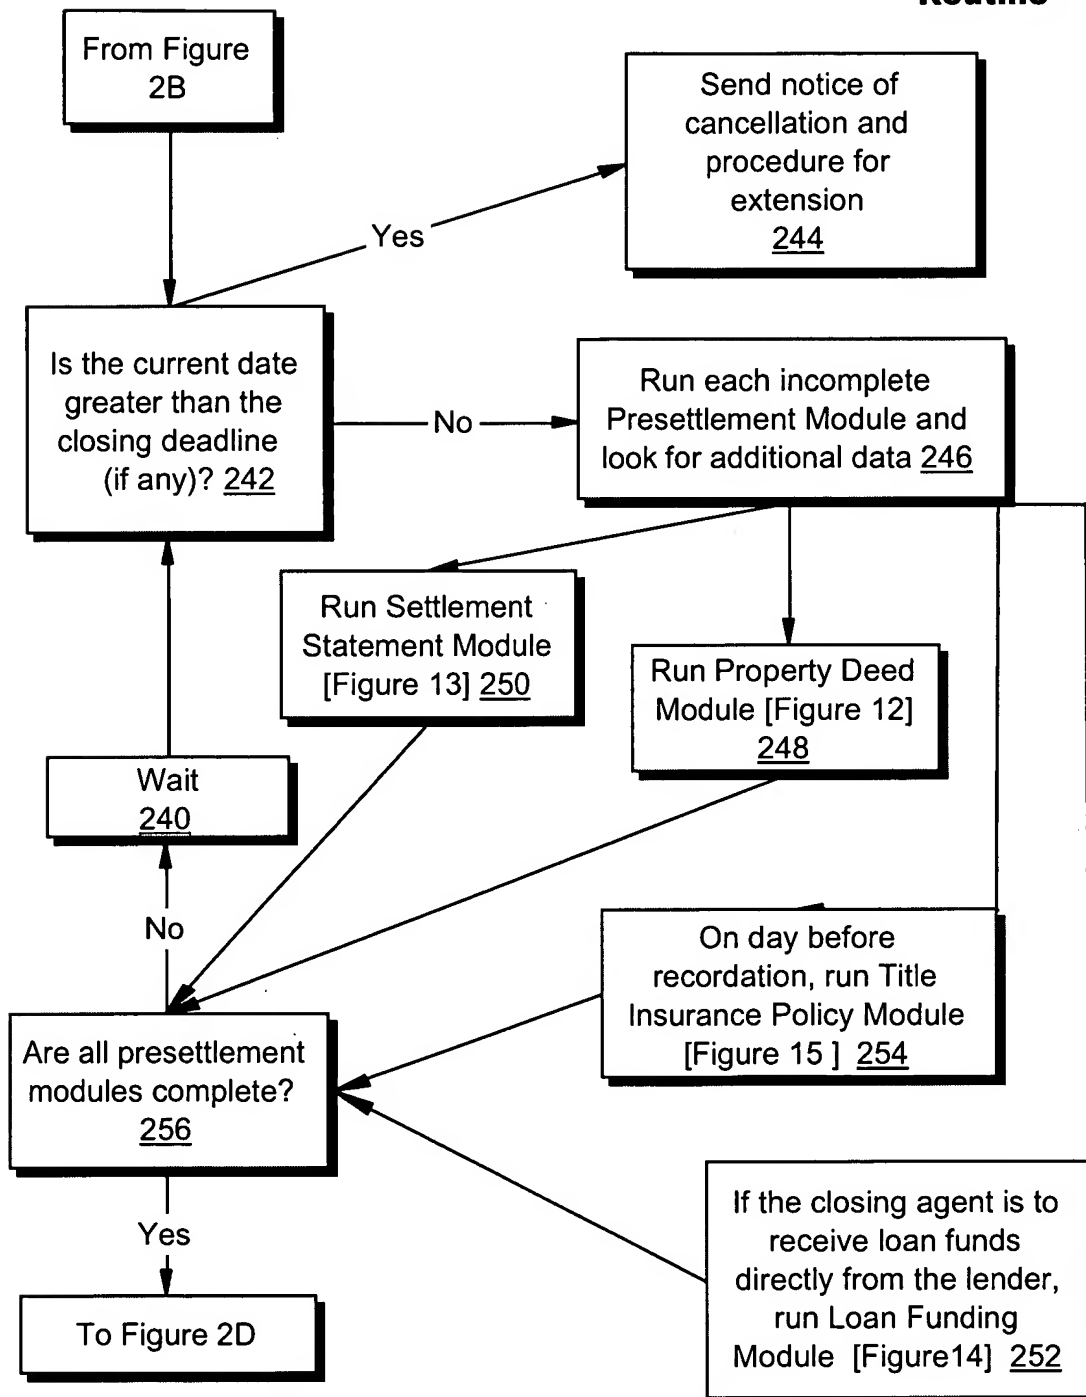 From Figure
2B
Send notice of
cancellation and
procedure for
extension
244
Yes
Is the current date
greater than the
closing deadline
(if any)? 242
No
Run each incomplete
Presettlement Module and
look for additional data 246
Run Settlement
Statement Module
[Figure 13] 250
Run Property Deed
Module [Figure 12]
248
Wait
240
No
On day before
recordation, run Title
Insurance Policy Module
[Figure 15 ] 254
Are all presettlement
modules complete?
256
Yes
If the closing agent is to
receive loan funds
directly from the lender,
run Loan Funding
Module [Figure14] 252
To Figure 2D